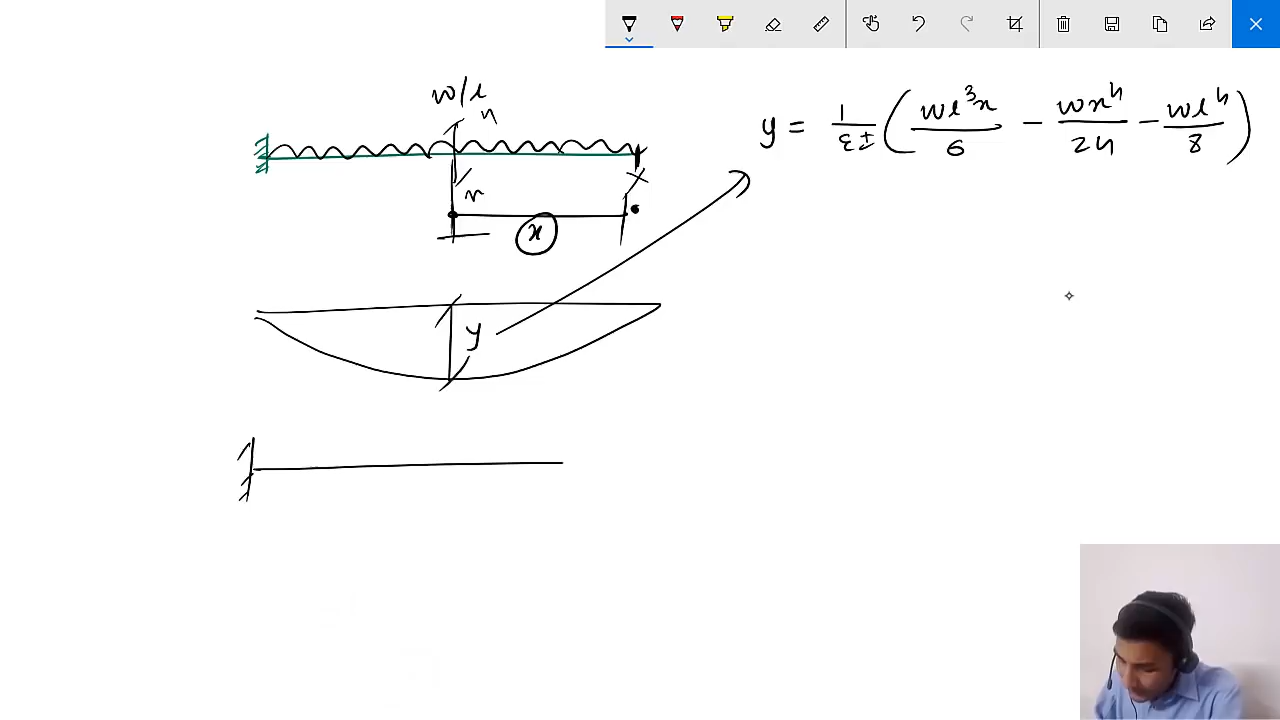 w/l
n
n
x
y = 1/EI (wl³x/6 − wx⁴/24 − wl⁴/8)
y